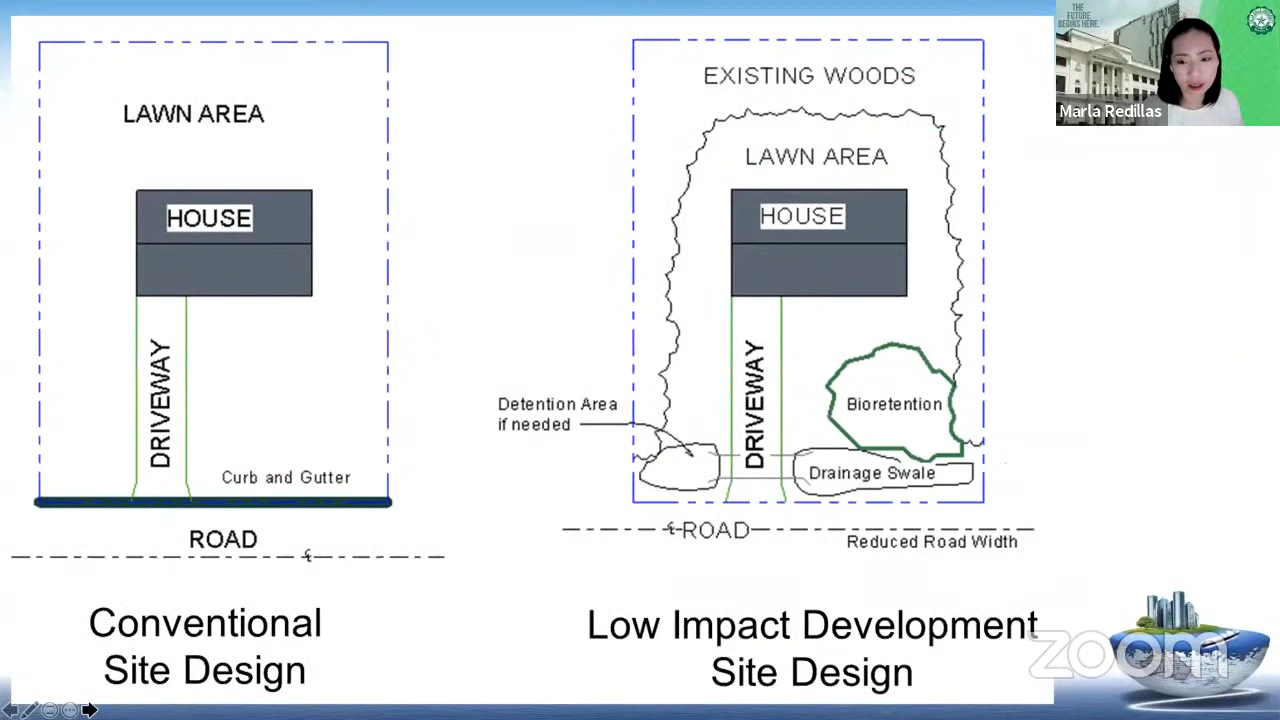 THE
FUTURE
BEGINS HERE.
Marla Redillas
LAWN AREA
HOUSE
DRIVEWAY
Curb and Gutter
ROAD
℄
Conventional
Site Design
EXISTING WOODS
LAWN AREA
HOUSE
DRIVEWAY
Detention Area
if needed
Bioretention
Drainage Swale
℄ ROAD
Reduced Road Width
Low Impact Development
Site Design
zoom